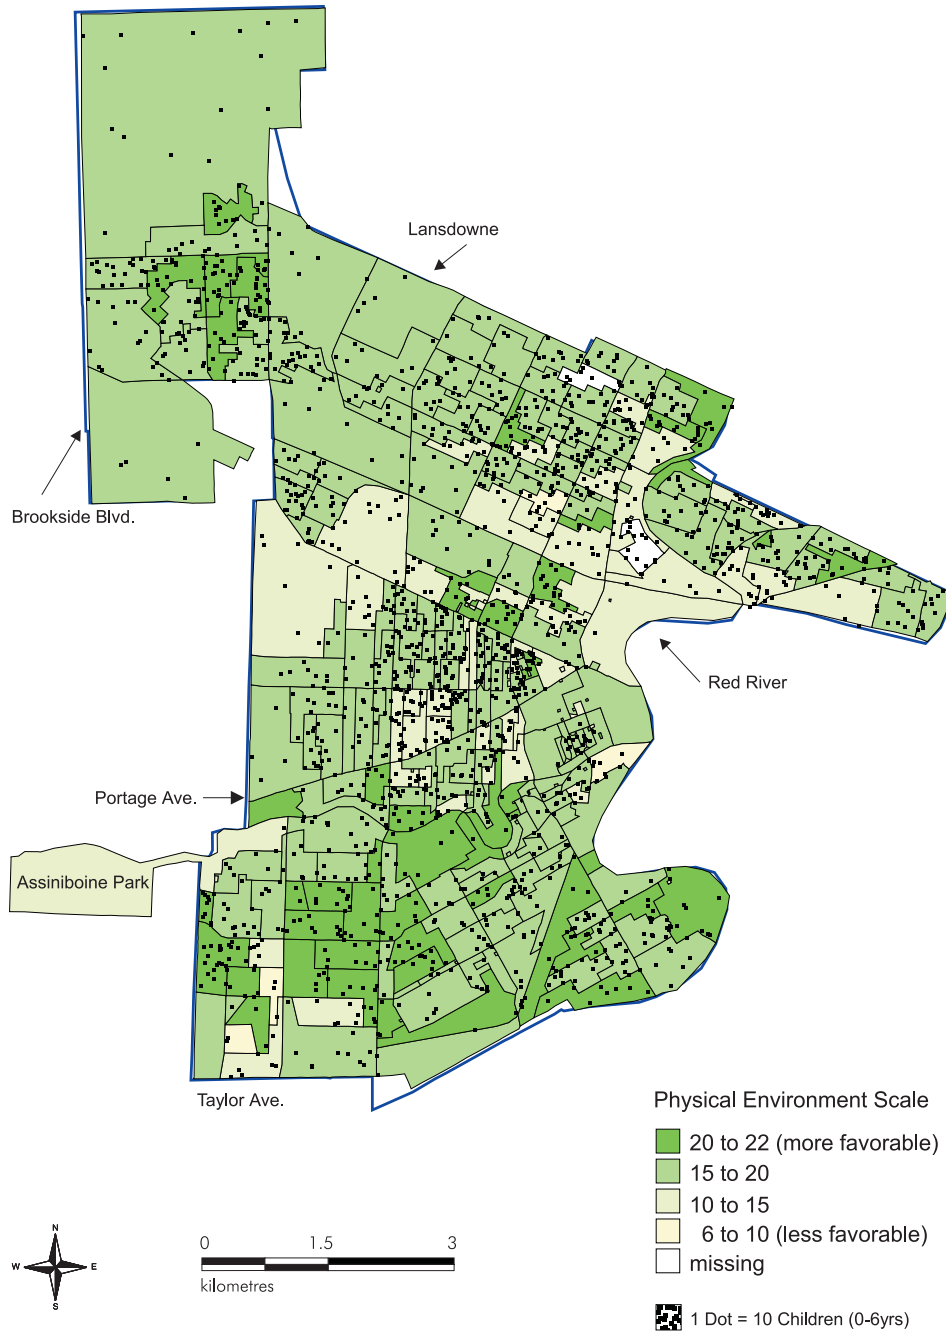 Lansdowne
Brookside Blvd.
Red River
Portage Ave.
Assiniboine Park
Taylor Ave.
Physical Environment Scale
20 to 22 (more favorable)
15 to 20
10 to 15
6 to 10 (less favorable)
missing
N
W E
S
0 1.5 3
kilometres
1 Dot = 10 Children (0-6yrs)